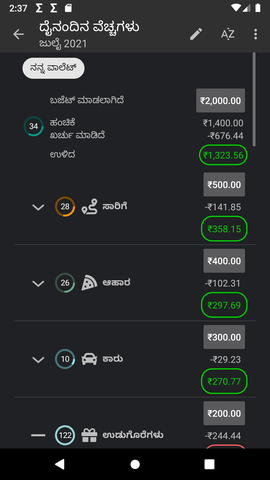 2:37
ದೈನಂದಿನ ವೆಚ್ಚಗಳು
ಜುಲೈ 2021
ನನ್ನ ವಾಲೆಟ್
ಬಜೆಟ್ ಮಾಡಲಾಗಿದೆ ₹2,000.00
34 ಹಂಚಿಕೆ ₹1,400.00
ಖರ್ಚು ಮಾಡಿದೆ -₹676.44
ಉಳಿದ ₹1,323.56
₹500.00
28 ಸಾರಿಗೆ -₹141.85
₹358.15
₹400.00
26 ಆಹಾರ -₹102.31
₹297.69
₹300.00
10 ಕಾರು -₹29.23
₹270.77
₹200.00
122 ಉಡುಗೊರೆಗಳು -₹244.44